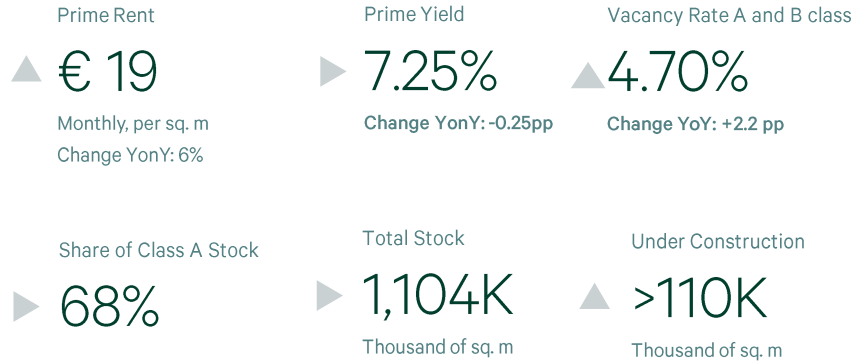 Prime Rent
€ 19
Monthly, per sq. m
Change YonY: 6%
Prime Yield
7.25%
Change YonY: -0.25pp
Vacancy Rate A and B class
4.70%
Change YoY: +2.2 pp
Share of Class A Stock
68%
Total Stock
1,104K
Thousand of sq. m
Under Construction
>110K
Thousand of sq. m